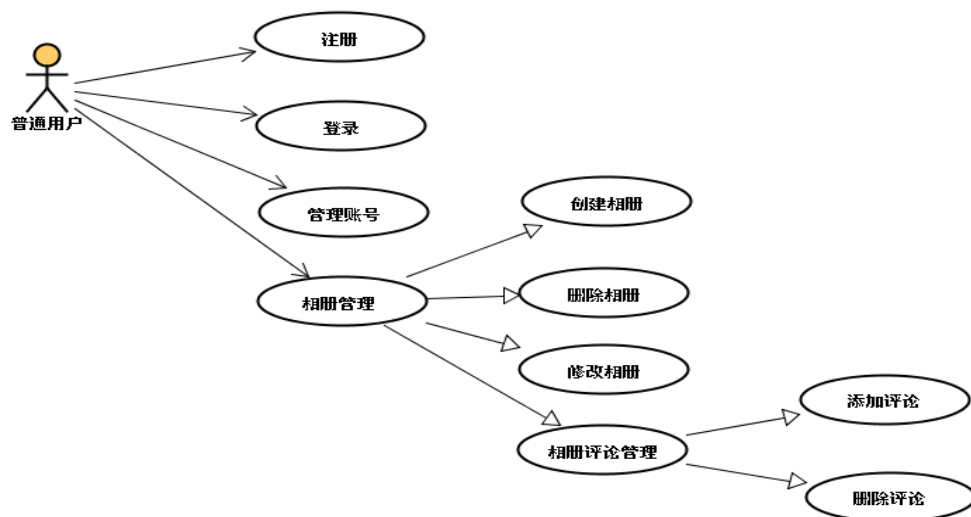 注册
登录
普通用户
管理账号
创建相册
相册管理
删除相册
修改相册
添加评论
相册评论管理
删除评论